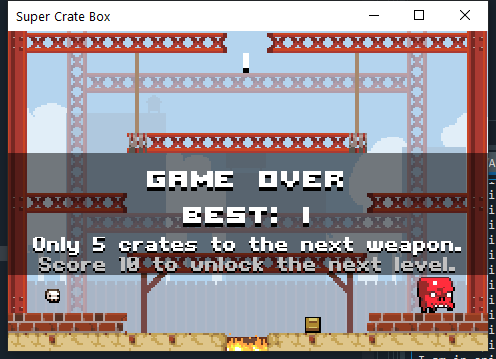 Super Crate Box
GAME OVER
BEST: 1
Only 5 crates to the next weapon.
Score 10 to unlock the next level.